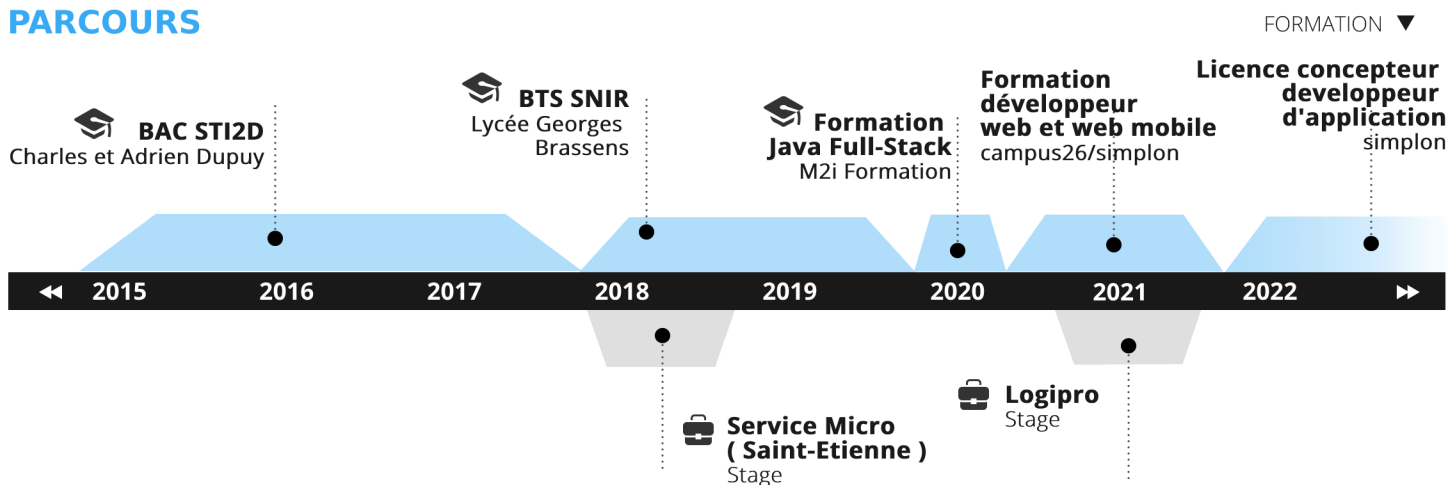 PARCOURS
FORMATION
BAC STI2D
Charles et Adrien Dupuy
BTS SNIR
Lycée Georges
Brassens
Formation
Java Full-Stack
M2i Formation
Formation
développeur
web et web mobile
campus26/simplon
Licence concepteur
developpeur
d'application
simplon
2015 2016 2017 2018 2019 2020 2021 2022
Service Micro
( Saint-Etienne )
Stage
Logipro
Stage